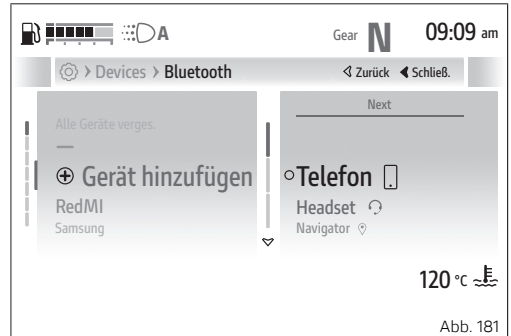 A Gear N 09:09 am
Devices > Bluetooth Zurück Schließ.
Alle Geräte verges.
Gerät hinzufügen
RedMI
Samsung
Next
Telefon
Headset
Navigator
120 °C
Abb. 181